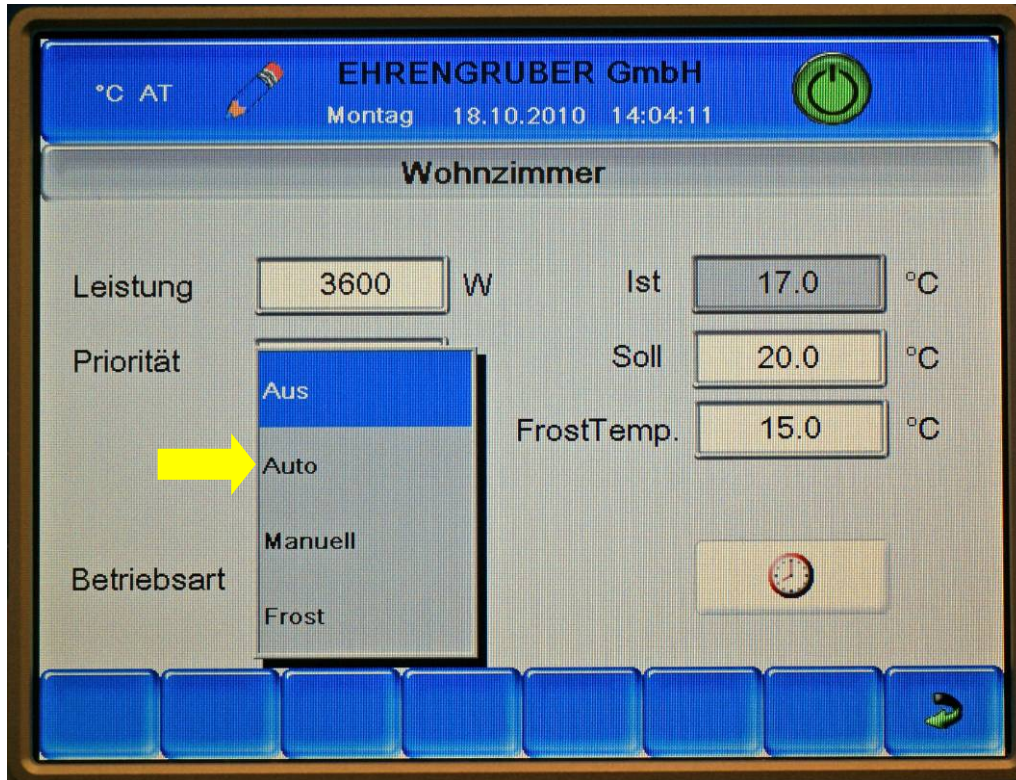 °C AT
EHRENGRUBER GmbH
Montag 18.10.2010 14:04:11
Wohnzimmer
Leistung 3600 W Ist 17.0 °C
Priorität Soll 20.0 °C
Aus
FrostTemp. 15.0 °C
Auto
Manuell
Betriebsart
Frost